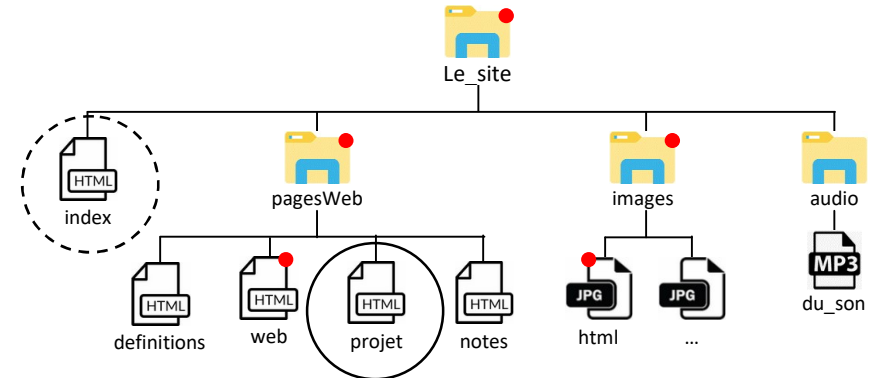 Le_site
HTML
index
pagesWeb
images
audio
HTML
definitions
HTML
web
HTML
projet
HTML
notes
JPG
html
JPG
...
MP3
du_son